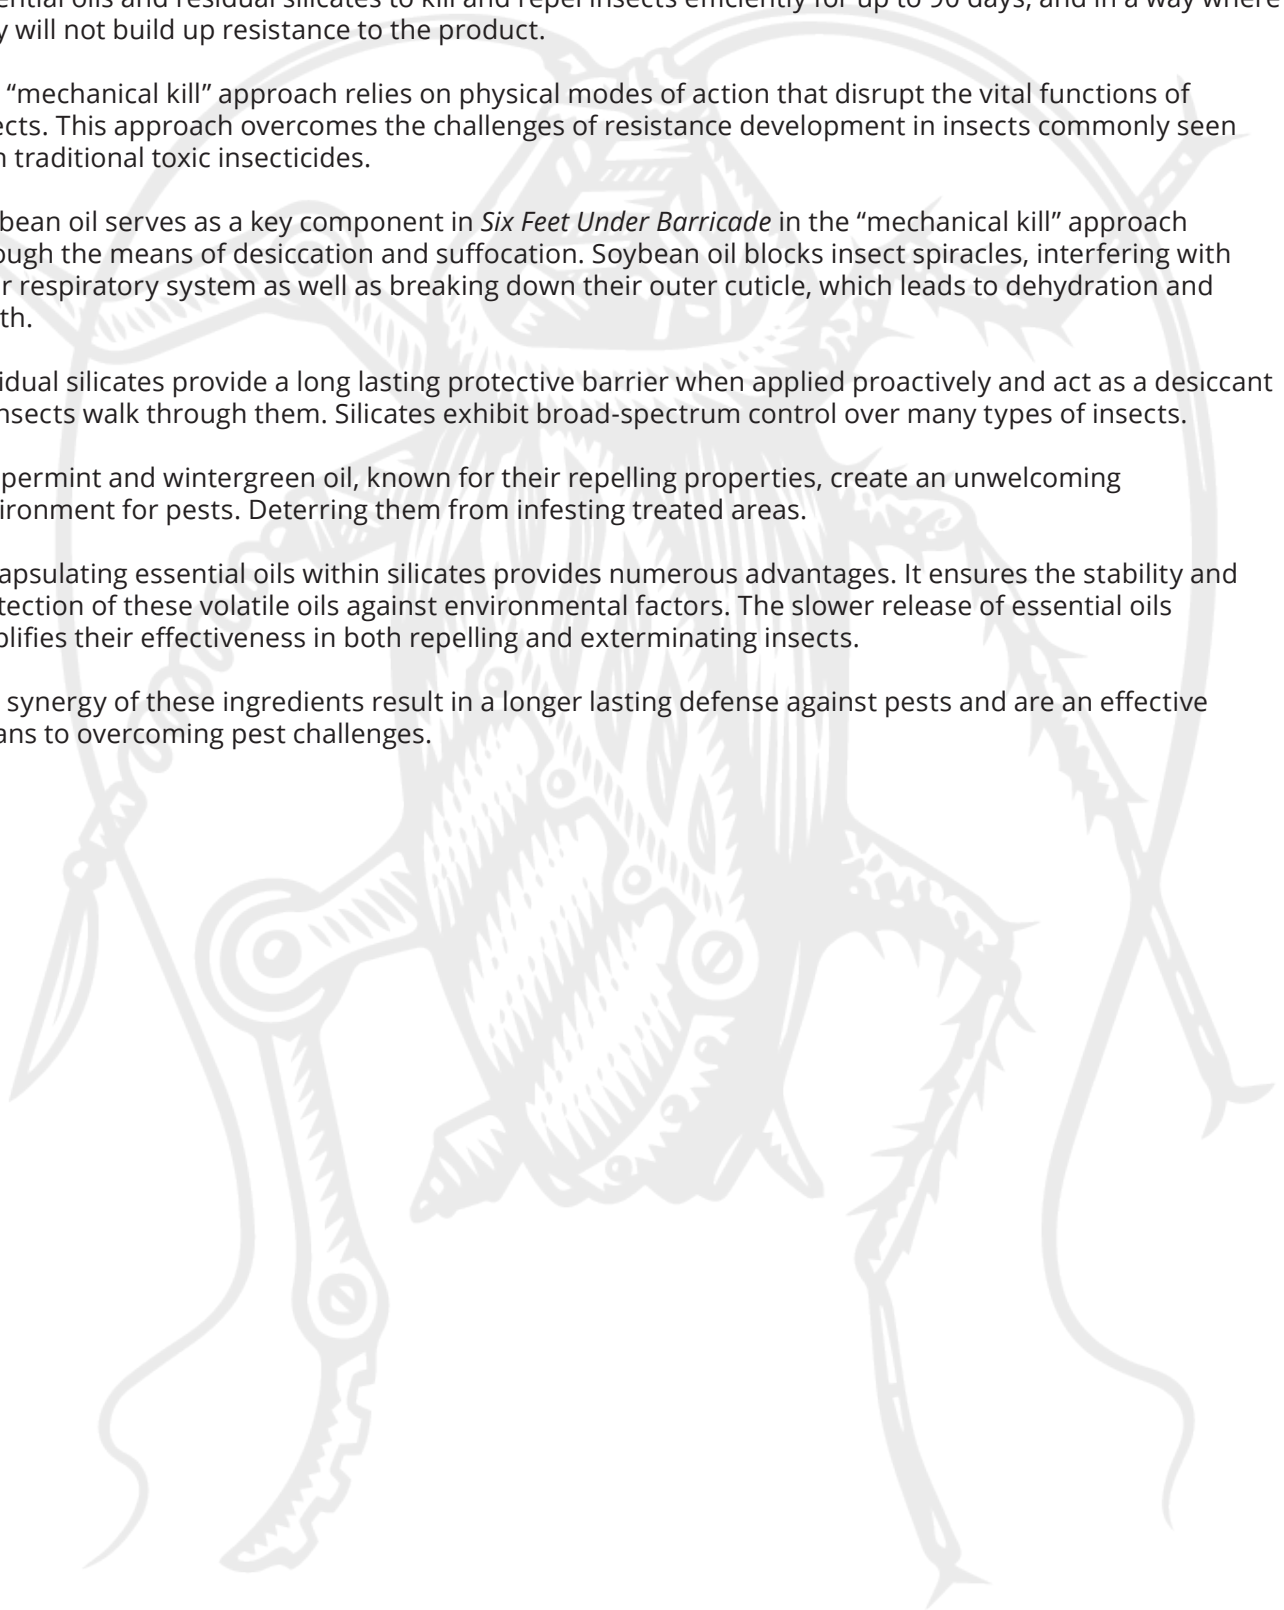 ential oils and residual silicates to kill and repel insects efficiently for up to 90 days, and in a way where
y will not build up resistance to the product.
“mechanical kill” approach relies on physical modes of action that disrupt the vital functions of
ects. This approach overcomes the challenges of resistance development in insects commonly seen
h traditional toxic insecticides.
bean oil serves as a key component in Six Feet Under Barricade in the “mechanical kill” approach
ough the means of desiccation and suffocation. Soybean oil blocks insect spiracles, interfering with
r respiratory system as well as breaking down their outer cuticle, which leads to dehydration and
th.
idual silicates provide a long lasting protective barrier when applied proactively and act as a desiccant
nsects walk through them. Silicates exhibit broad-spectrum control over many types of insects.
permint and wintergreen oil, known for their repelling properties, create an unwelcoming
ironment for pests. Deterring them from infesting treated areas.
apsulating essential oils within silicates provides numerous advantages. It ensures the stability and
tection of these volatile oils against environmental factors. The slower release of essential oils
plifies their effectiveness in both repelling and exterminating insects.
synergy of these ingredients result in a longer lasting defense against pests and are an effective
ans to overcoming pest challenges.